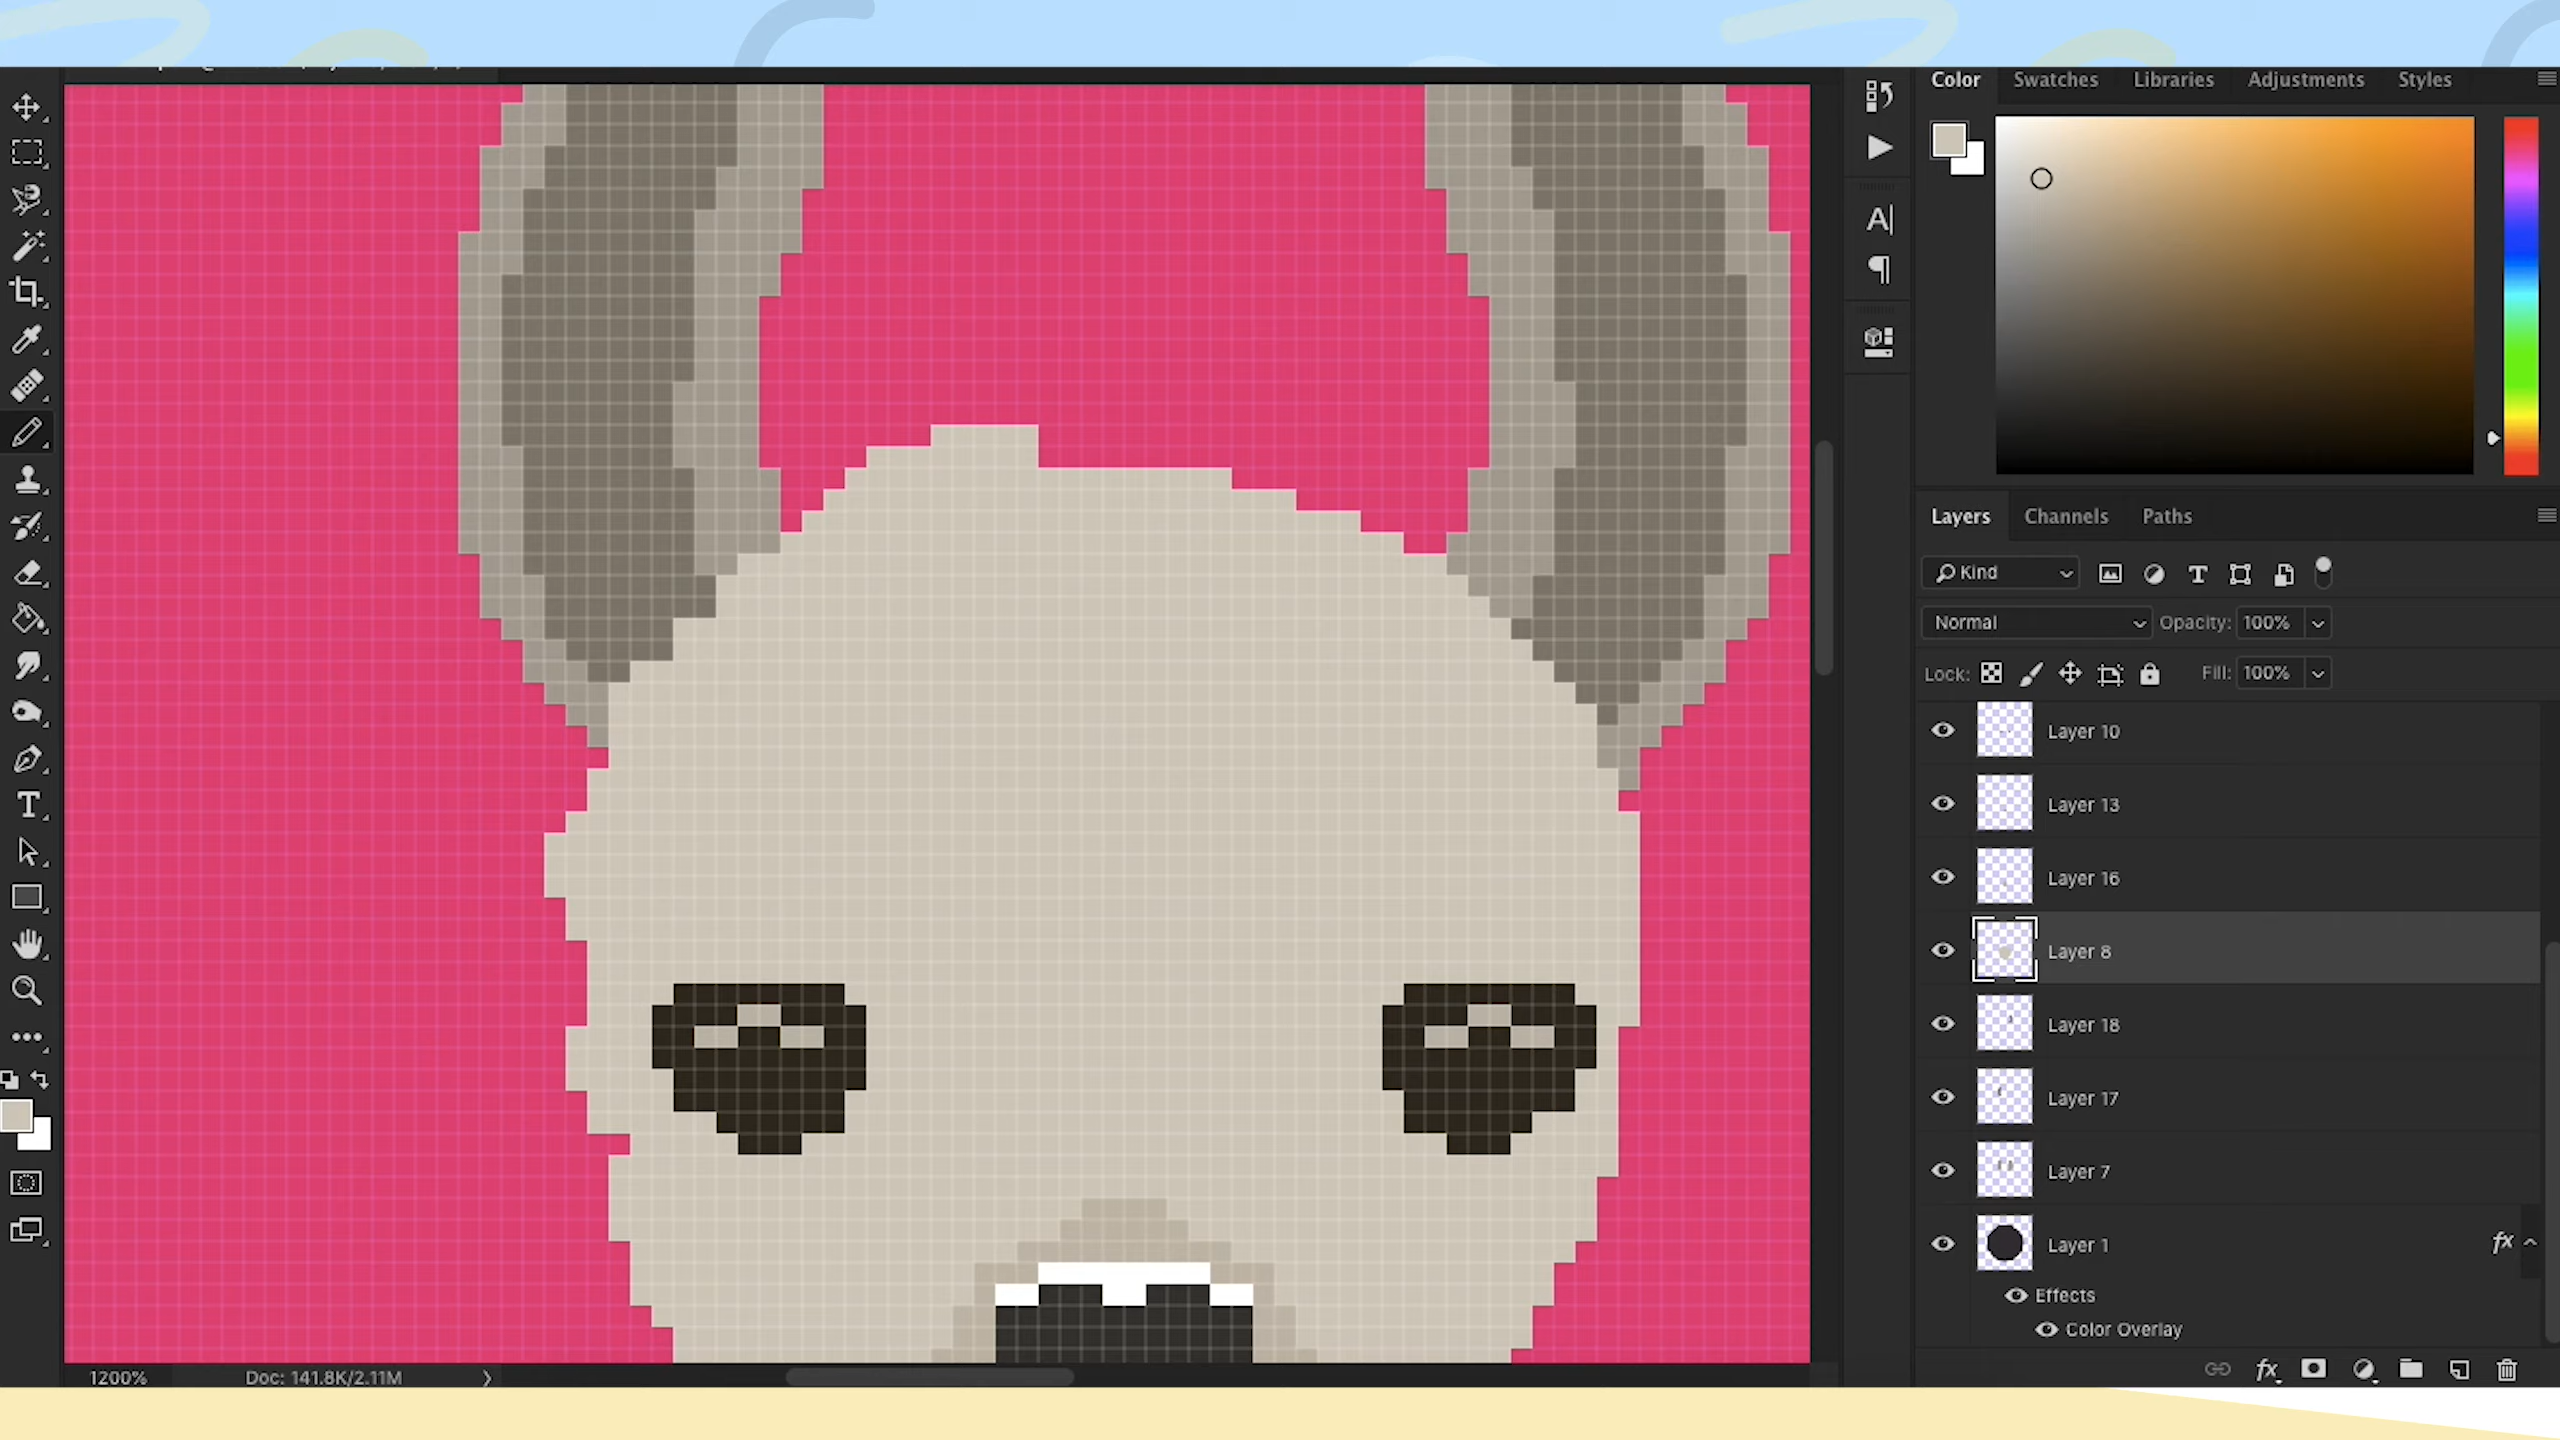 Color Swatches Libraries Adjustments Styles
Layers Channels Paths
Kind
Normal Opacity: 100%
Lock: Fill: 100%
Layer 10
Layer 13
Layer 16
Layer 8
Layer 18
Layer 17
Layer 7
Layer 1 fx
Effects
Color Overlay
1200% Doc: 141.8K/2.11M